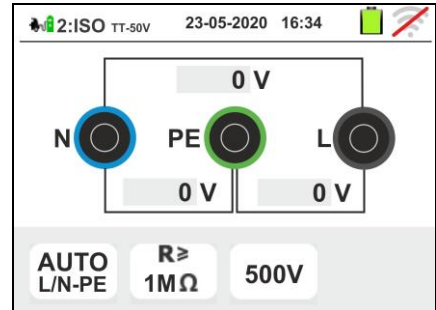 2:ISO TT-50V 23-05-2020 16:34
0 V
N PE L
0 V 0 V
AUTO R≥ 500V
L/N-PE 1MΩ